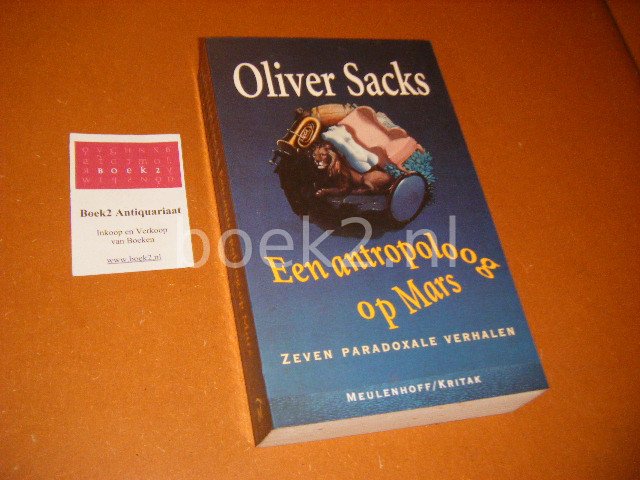 Oliver Sacks
Een antropoloog
op Mars
ZEVEN PARADOXALE VERHALEN
MEULENHOFF/KRITAK
BOEK2
Boek2 Antiquariaat
Inkoop en Verkoop
van Boeken
www.boek2.nl
boek2.nl